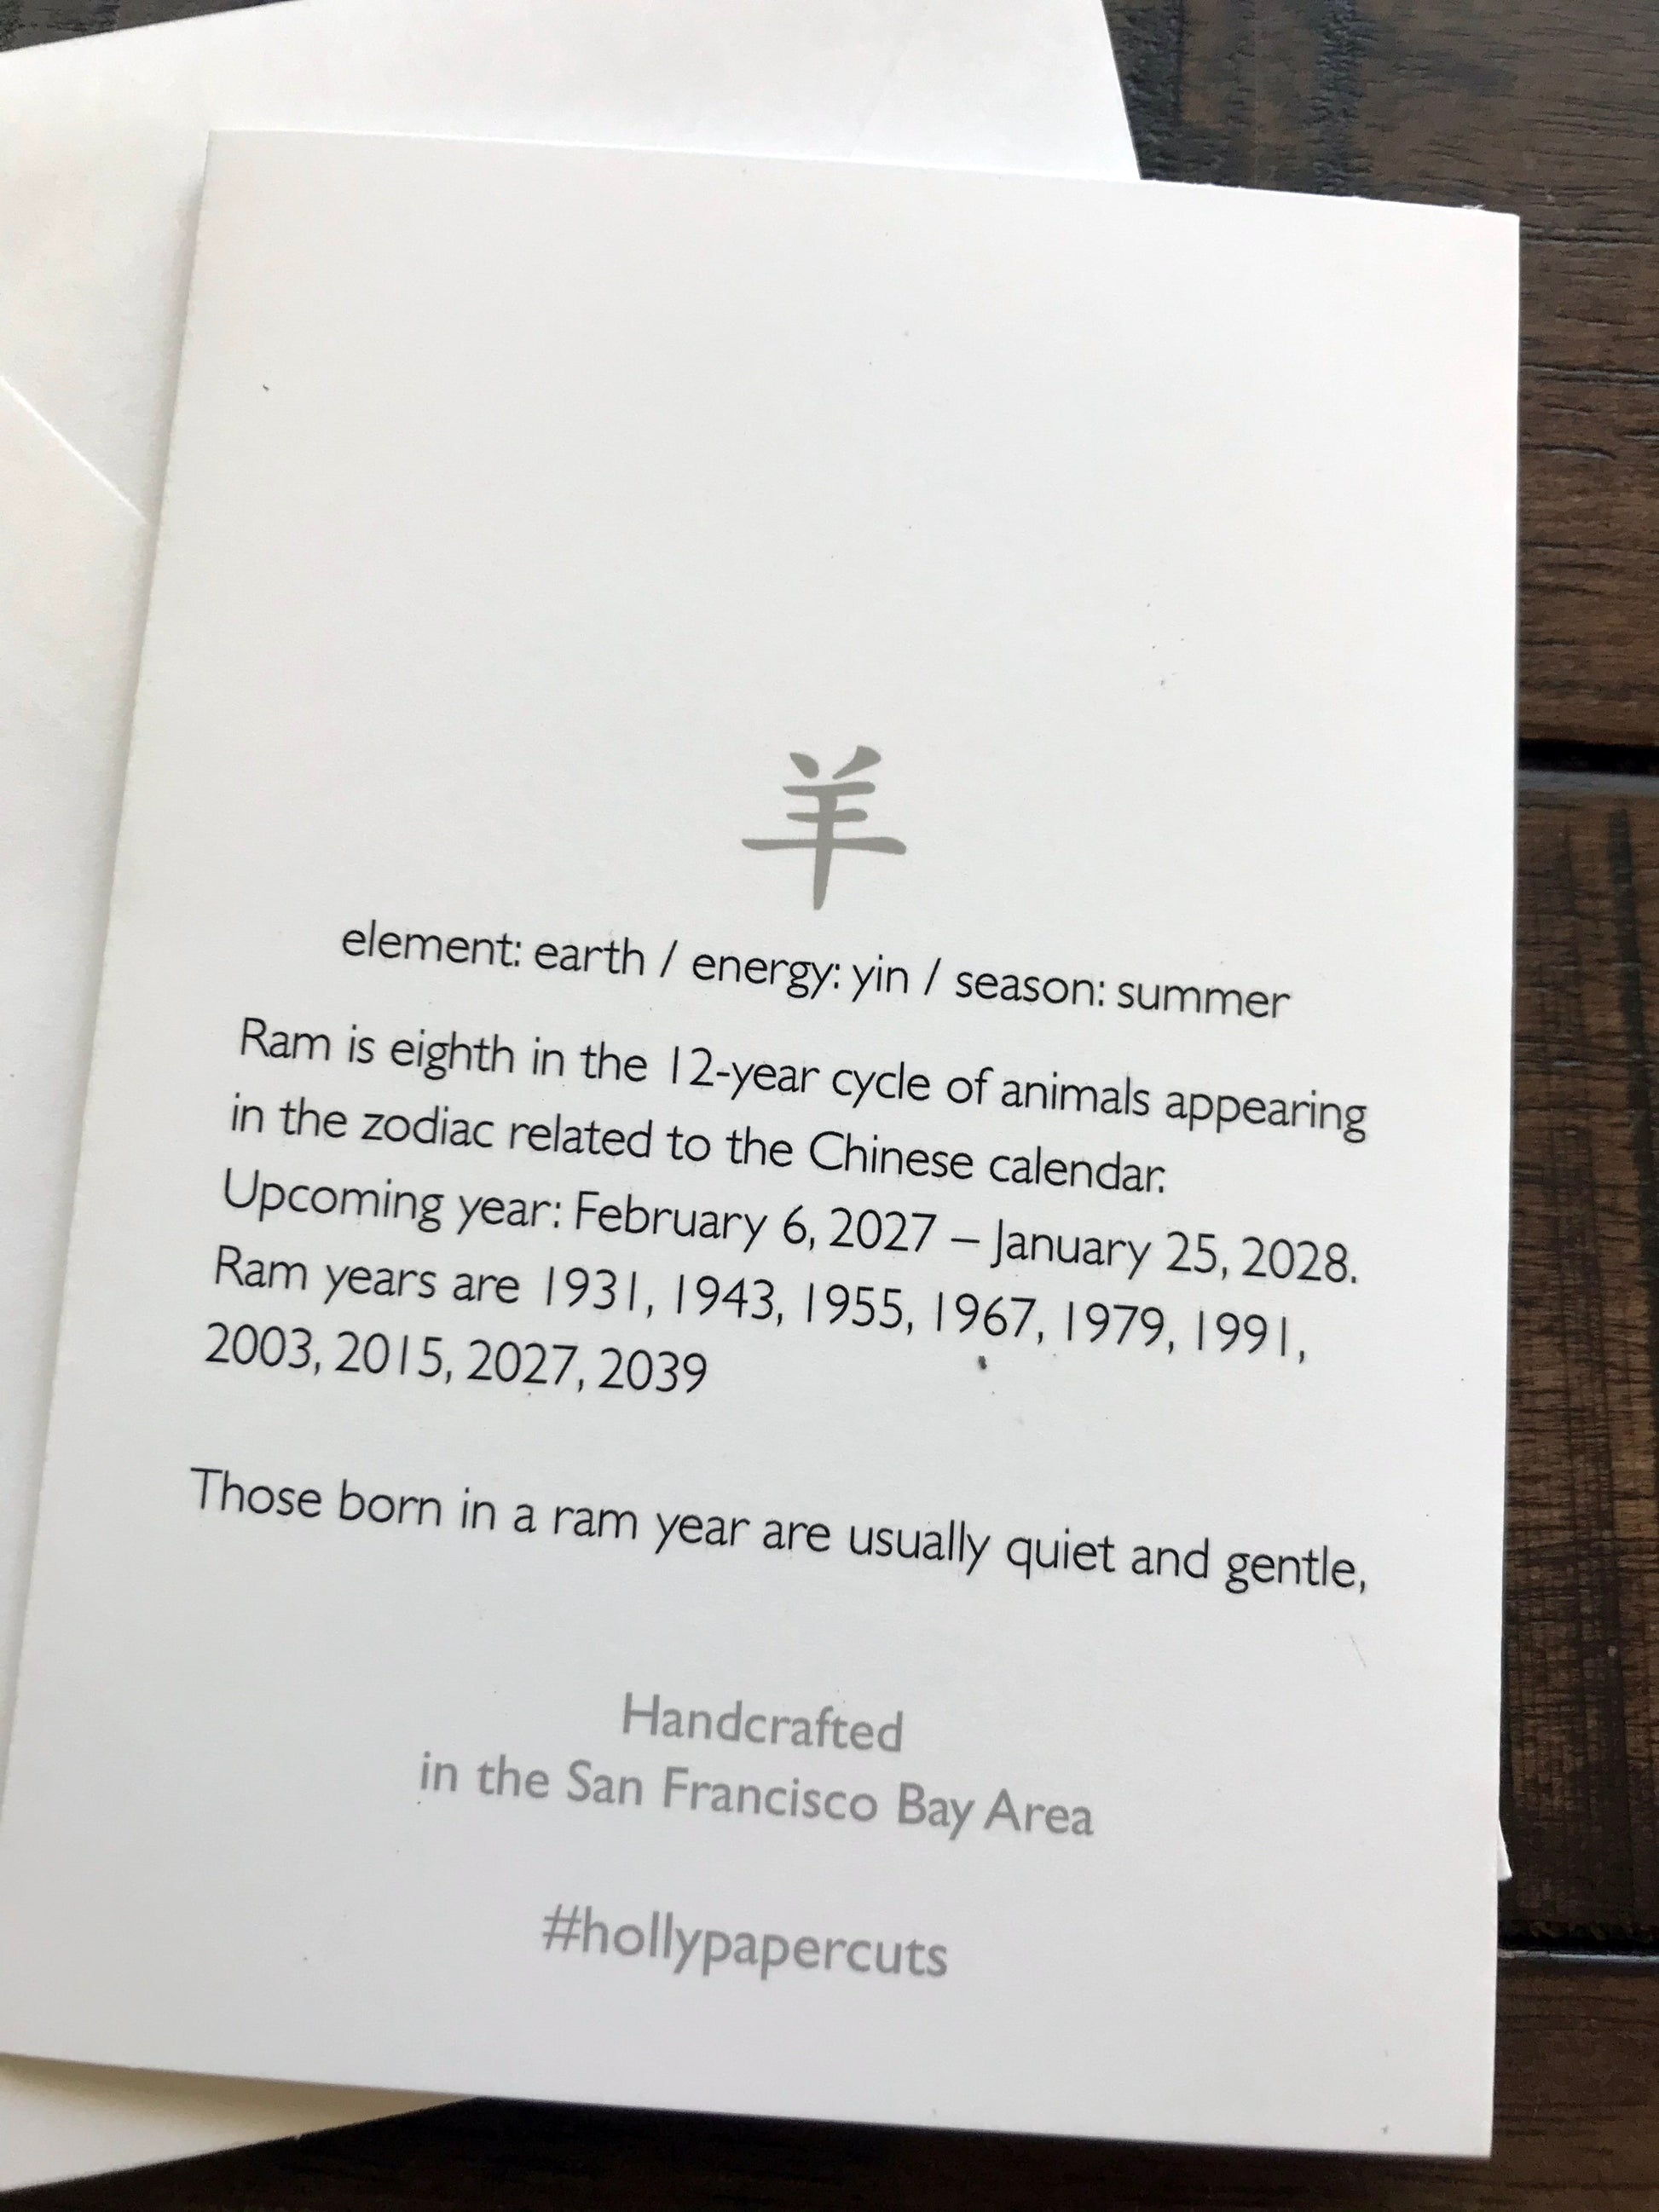 羊
element: earth / energy: yin / season: summer
Ram is eighth in the 12-year cycle of animals appearing
in the zodiac related to the Chinese calendar.
Upcoming year: February 6, 2027 – January 25, 2028.
Ram years are 1931, 1943, 1955, 1967, 1979, 1991,
2003, 2015, 2027, 2039
Those born in a ram year are usually quiet and gentle,
Handcrafted
in the San Francisco Bay Area
#hollypapercuts